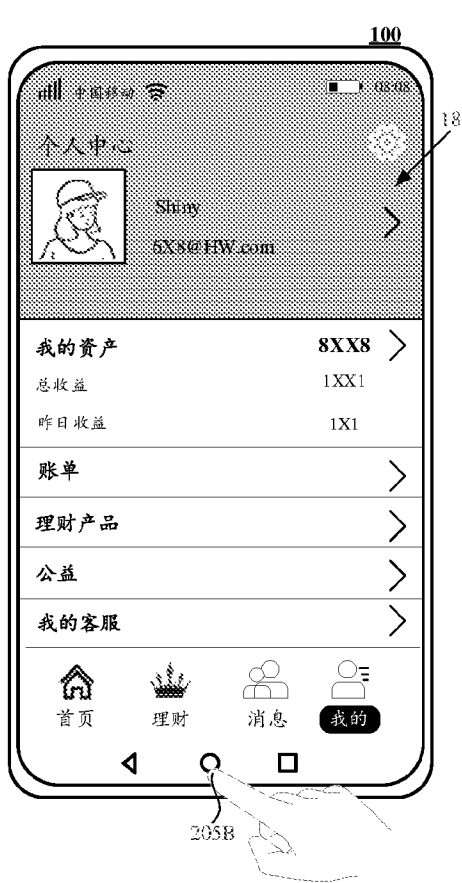 100
中国移动 08:08
18
个人中心
Shiny
5X8@HW.com
我的资产 8XX8
总收益 1XX1
昨日收益 1X1
账单
理财产品
公益
我的客服
首页 理财 消息 我的
205B